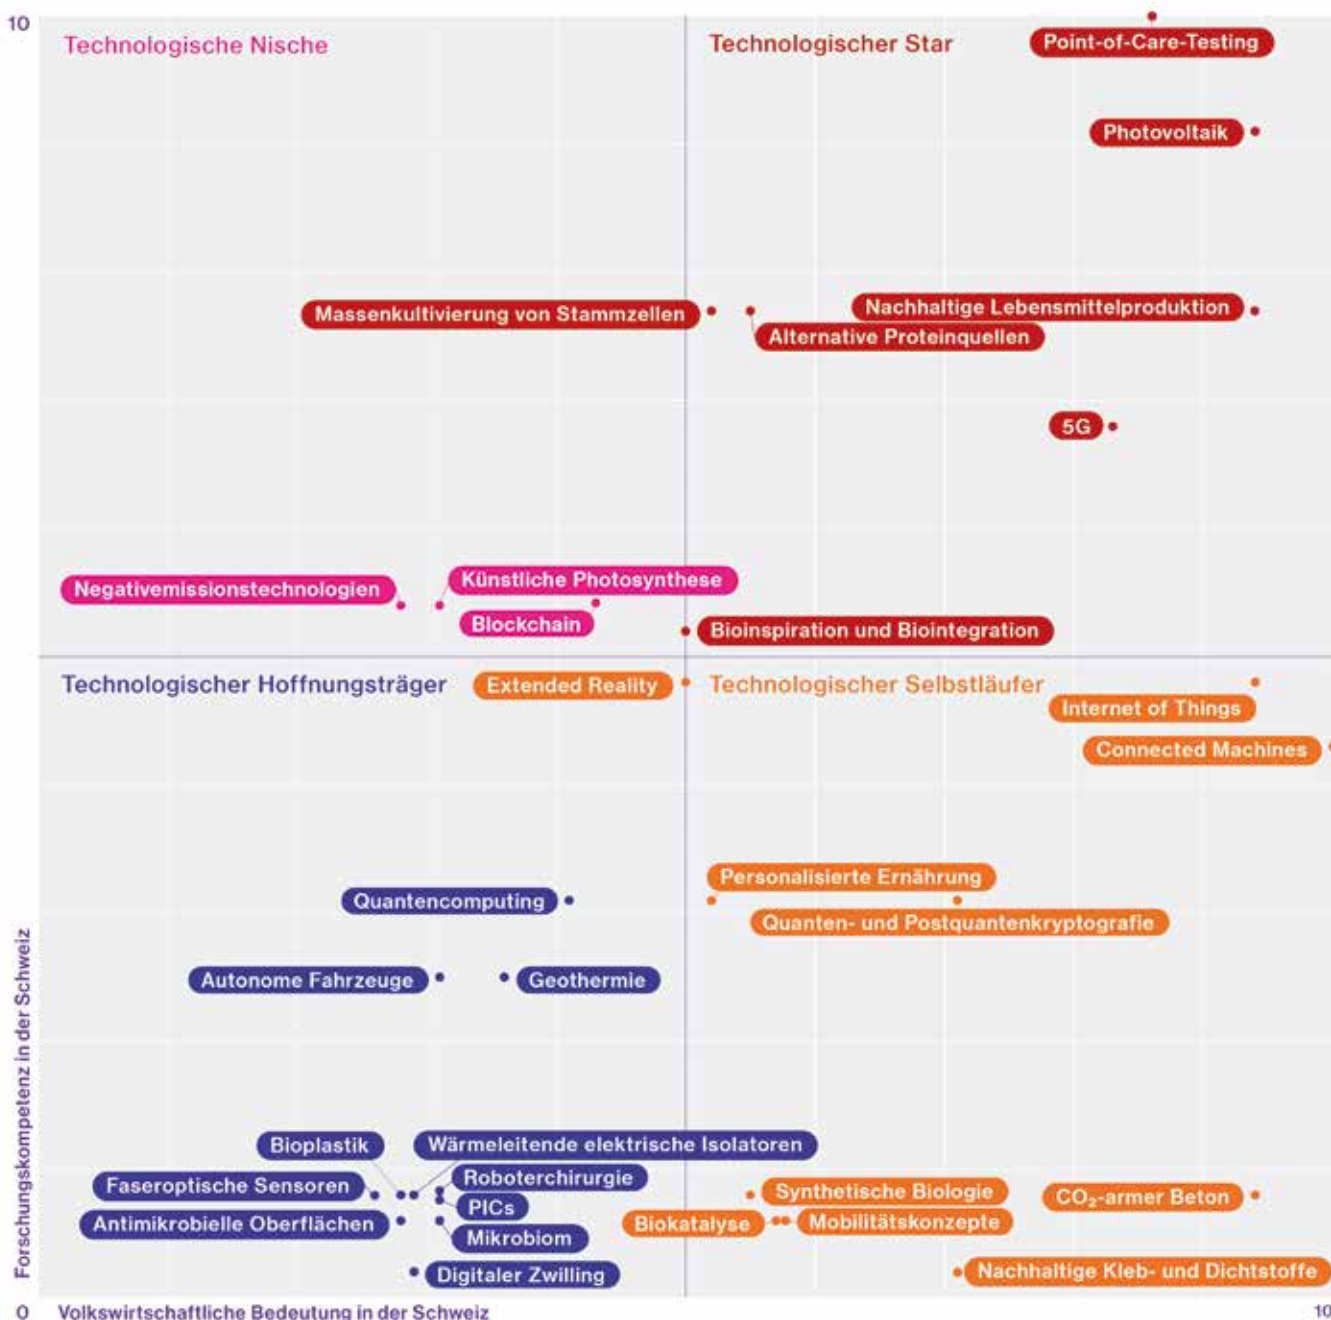 10
Technologische Nische
Technologischer Star
Point-of-Care-Testing
Photovoltaik
Massenkultivierung von Stammzellen
Nachhaltige Lebensmittelproduktion
Alternative Proteinquellen
5G
Negativemissionstechnologien
Künstliche Photosynthese
Blockchain
Bioinspiration und Biointegration
Technologischer Hoffnungsträger
Extended Reality
Technologischer Selbstläufer
Internet of Things
Connected Machines
Personalisierte Ernährung
Quantencomputing
Quanten- und Postquantenkryptografie
Autonome Fahrzeuge
Geothermie
Bioplastik
Wärmeleitende elektrische Isolatoren
Faseroptische Sensoren
Roboterchirurgie
PICs
Synthetische Biologie
CO₂-armer Beton
Antimikrobielle Oberflächen
Mikrobiom
Biokatalyse
Mobilitätskonzepte
Digitaler Zwilling
Nachhaltige Kleb- und Dichtstoffe
Forschungskompetenz in der Schweiz
0
Volkswirtschaftliche Bedeutung in der Schweiz
10